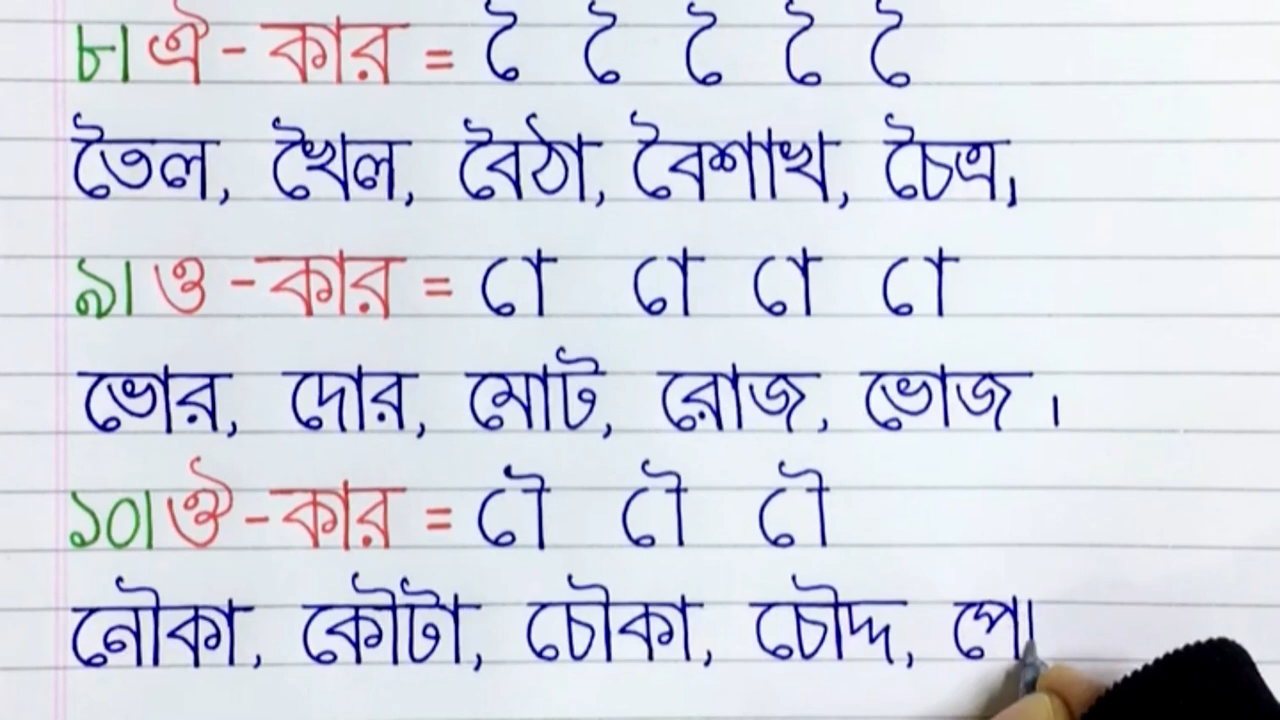 ৮। ঐ - কার = ৈ ৈ ৈ ৈ ৈ
তৈল, খৈল, বৈঠা, বৈশাখ, চৈত্র,
৯। ও - কার = ো ো ো ো
ভোর, দোর, মোট, রোজ, ভোজ ।
১০। ঔ - কার = ৌ ৌ ৌ
নৌকা, কৌটা, চৌকা, চৌদ্দ, পো